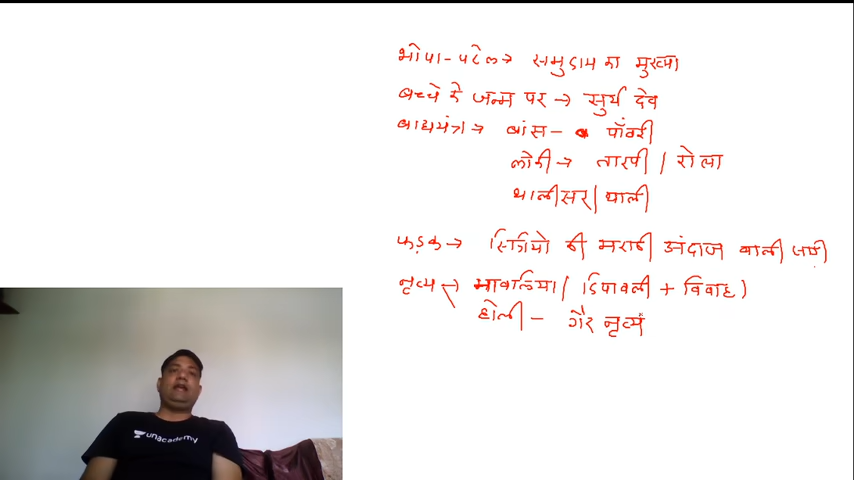 भोपा-पटेल→ समुदाय का मुख्या
बच्चे के जन्म पर → सुर्य देव
वाद्ययंत्र→ बांस - पॉवरी
लोकी→ तारपी / रोला
थालीसर/ थाली
फड़क→ स्त्रियो की मराठी अंदाज वाली साड़ी
नृत्य→ मावलिया ( दिपावली + विवाह )
होली - गैर नृत्य
unacademy